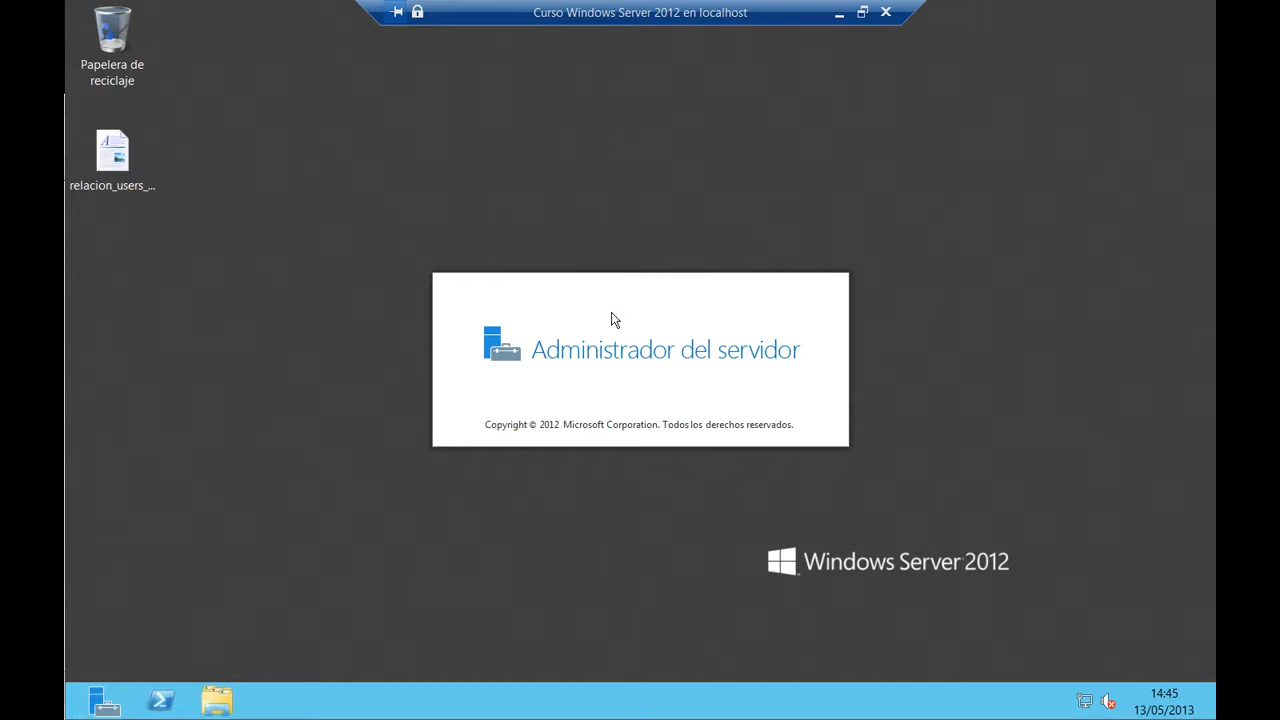 Curso Windows Server 2012 en localhost
Papelera de
reciclaje
relacion_users_...
Administrador del servidor
Copyright © 2012 Microsoft Corporation. Todos los derechos reservados.
Windows Server 2012
14:45
13/05/2013